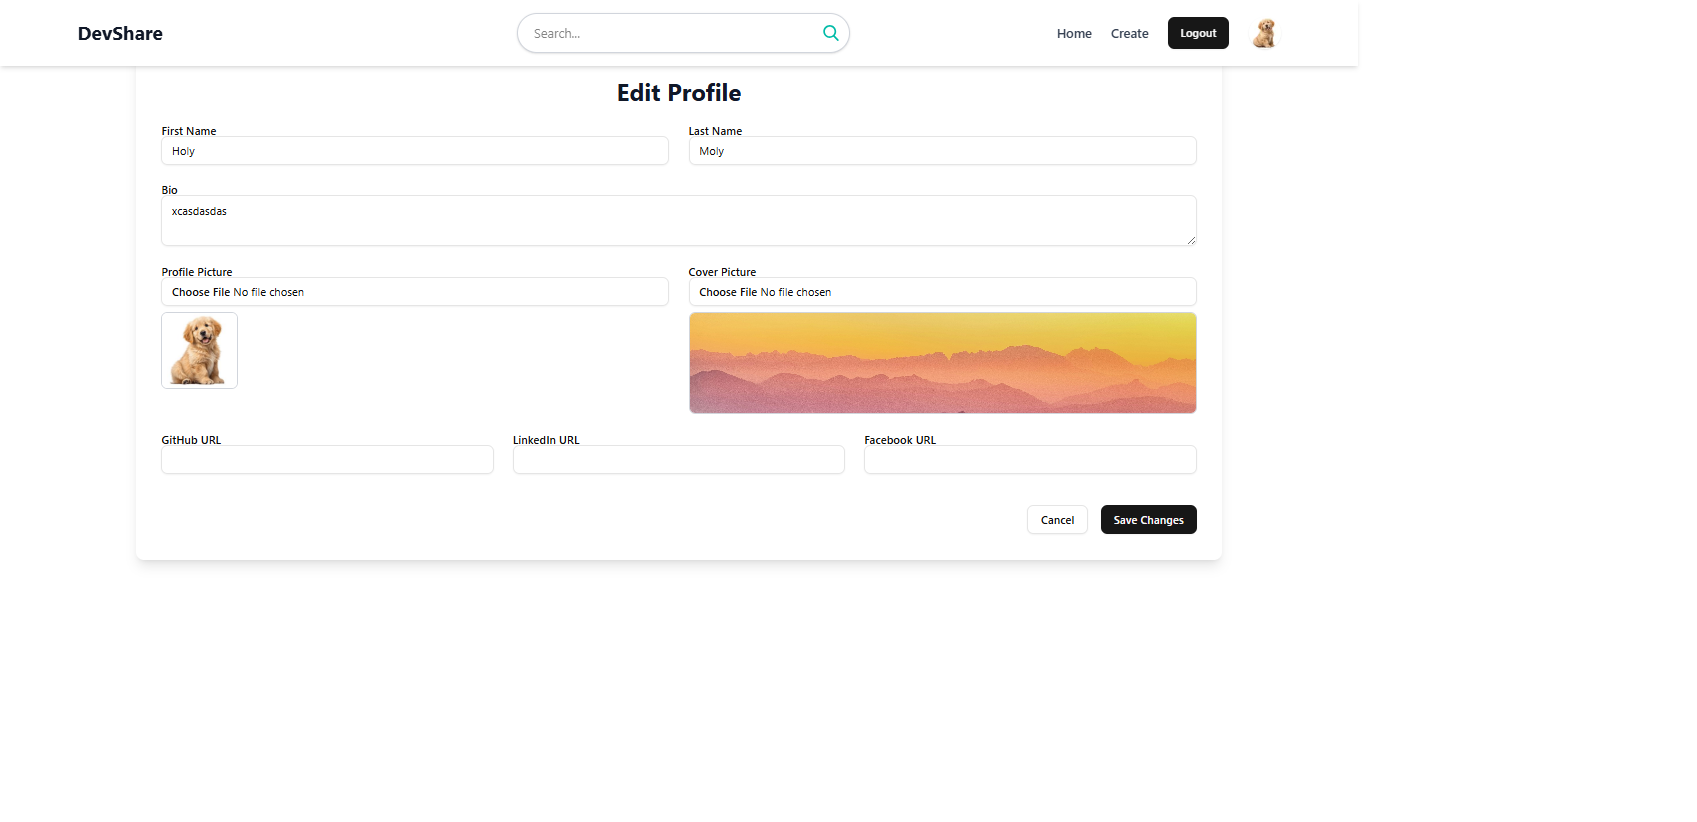 DevShare
Search...
Home
Create
Logout
Edit Profile
First Name
Last Name
Holy
Moly
Bio
xcasdasdas
Profile Picture
Cover Picture
Choose File No file chosen
Choose File No file chosen
GitHub URL
LinkedIn URL
Facebook URL
Cancel
Save Changes